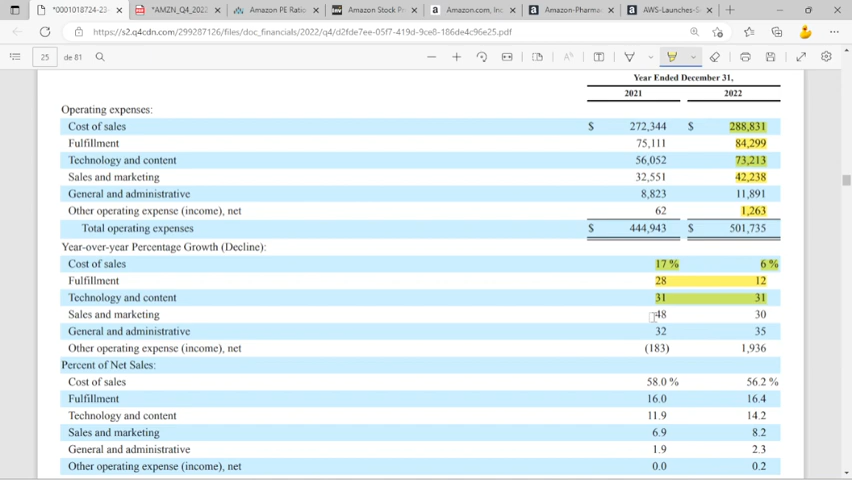 *0001018724-23-
*AMZN_Q4_2022
Amazon PE Ratio
Amazon Stock P
Amazon.com, Inc
Amazon-Pharma
AWS-Launches-S
https://s2.q4cdn.com/299287126/files/doc_financials/2022/q4/d2fde7ee-05f7-419d-9ce8-186de4c96e25.pdf
25 de 81
Year Ended December 31,
2021 2022
Operating expenses:
Cost of sales $ 272,344 $ 288,831
Fulfillment 75,111 84,299
Technology and content 56,052 73,213
Sales and marketing 32,551 42,238
General and administrative 8,823 11,891
Other operating expense (income), net 62 1,263
Total operating expenses $ 444,943 $ 501,735
Year-over-year Percentage Growth (Decline):
Cost of sales 17 % 6 %
Fulfillment 28 12
Technology and content 31 31
Sales and marketing 48 30
General and administrative 32 35
Other operating expense (income), net (183) 1,936
Percent of Net Sales:
Cost of sales 58.0 % 56.2 %
Fulfillment 16.0 16.4
Technology and content 11.9 14.2
Sales and marketing 6.9 8.2
General and administrative 1.9 2.3
Other operating expense (income), net 0.0 0.2